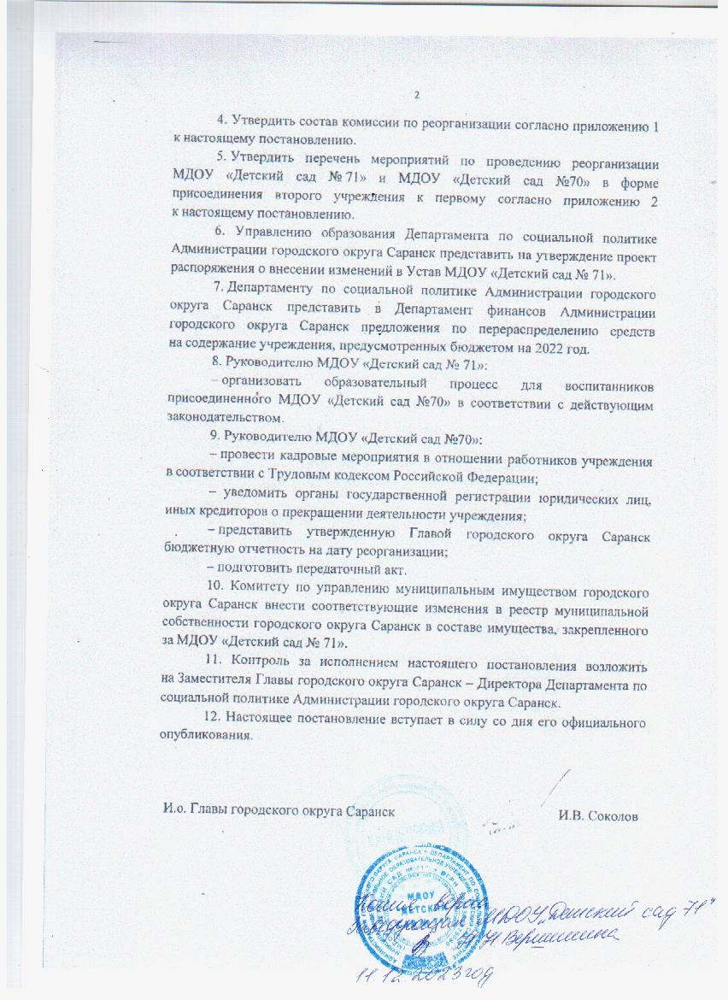 2
4. Утвердить состав комиссии по реорганизации согласно приложению 1
к настоящему постановлению.
5. Утвердить перечень мероприятий по проведению реорганизации
МДОУ «Детский сад № 71» и МДОУ «Детский сад №70» в форме
присоединения второго учреждения к первому согласно приложению 2
к настоящему постановлению.
6. Управлению образования Департамента по социальной политике
Администрации городского округа Саранск представить на утверждение проект
распоряжения о внесении изменений в Устав МДОУ «Детский сад № 71».
7. Департаменту по социальной политике Администрации городского
округа Саранск представить в Департамент финансов Администрации
городского округа Саранск предложения по перераспределению средств
на содержание учреждения, предусмотренных бюджетом на 2022 год.
8. Руководителю МДОУ «Детский сад № 71»:
– организовать образовательный процесс для воспитанников
присоединенного МДОУ «Детский сад №70» в соответствии с действующим
законодательством.
9. Руководителю МДОУ «Детский сад №70»:
– провести кадровые мероприятия в отношении работников учреждения
в соответствии с Трудовым кодексом Российской Федерации;
– уведомить органы государственной регистрации юридических лиц,
иных кредиторов о прекращении деятельности учреждения;
– представить утвержденную Главой городского округа Саранск
бюджетную отчетность на дату реорганизации;
– подготовить передаточный акт.
10. Комитету по управлению муниципальным имуществом городского
округа Саранск внести соответствующие изменения в реестр муниципальной
собственности городского округа Саранск в составе имущества, закрепленного
за МДОУ «Детский сад № 71».
11. Контроль за исполнением настоящего постановления возложить
на Заместителя Главы городского округа Саранск – Директора Департамента по
социальной политике Администрации городского округа Саранск.
12. Настоящее постановление вступает в силу со дня его официального
опубликования.
И.о. Главы городского округа Саранск И.В. Соколов
МДОУ
ДЕТСКИЙ
Копия верна
Заведующая МДОУ "Детский сад 71"
Н Н Вершинина
11.12.2023год